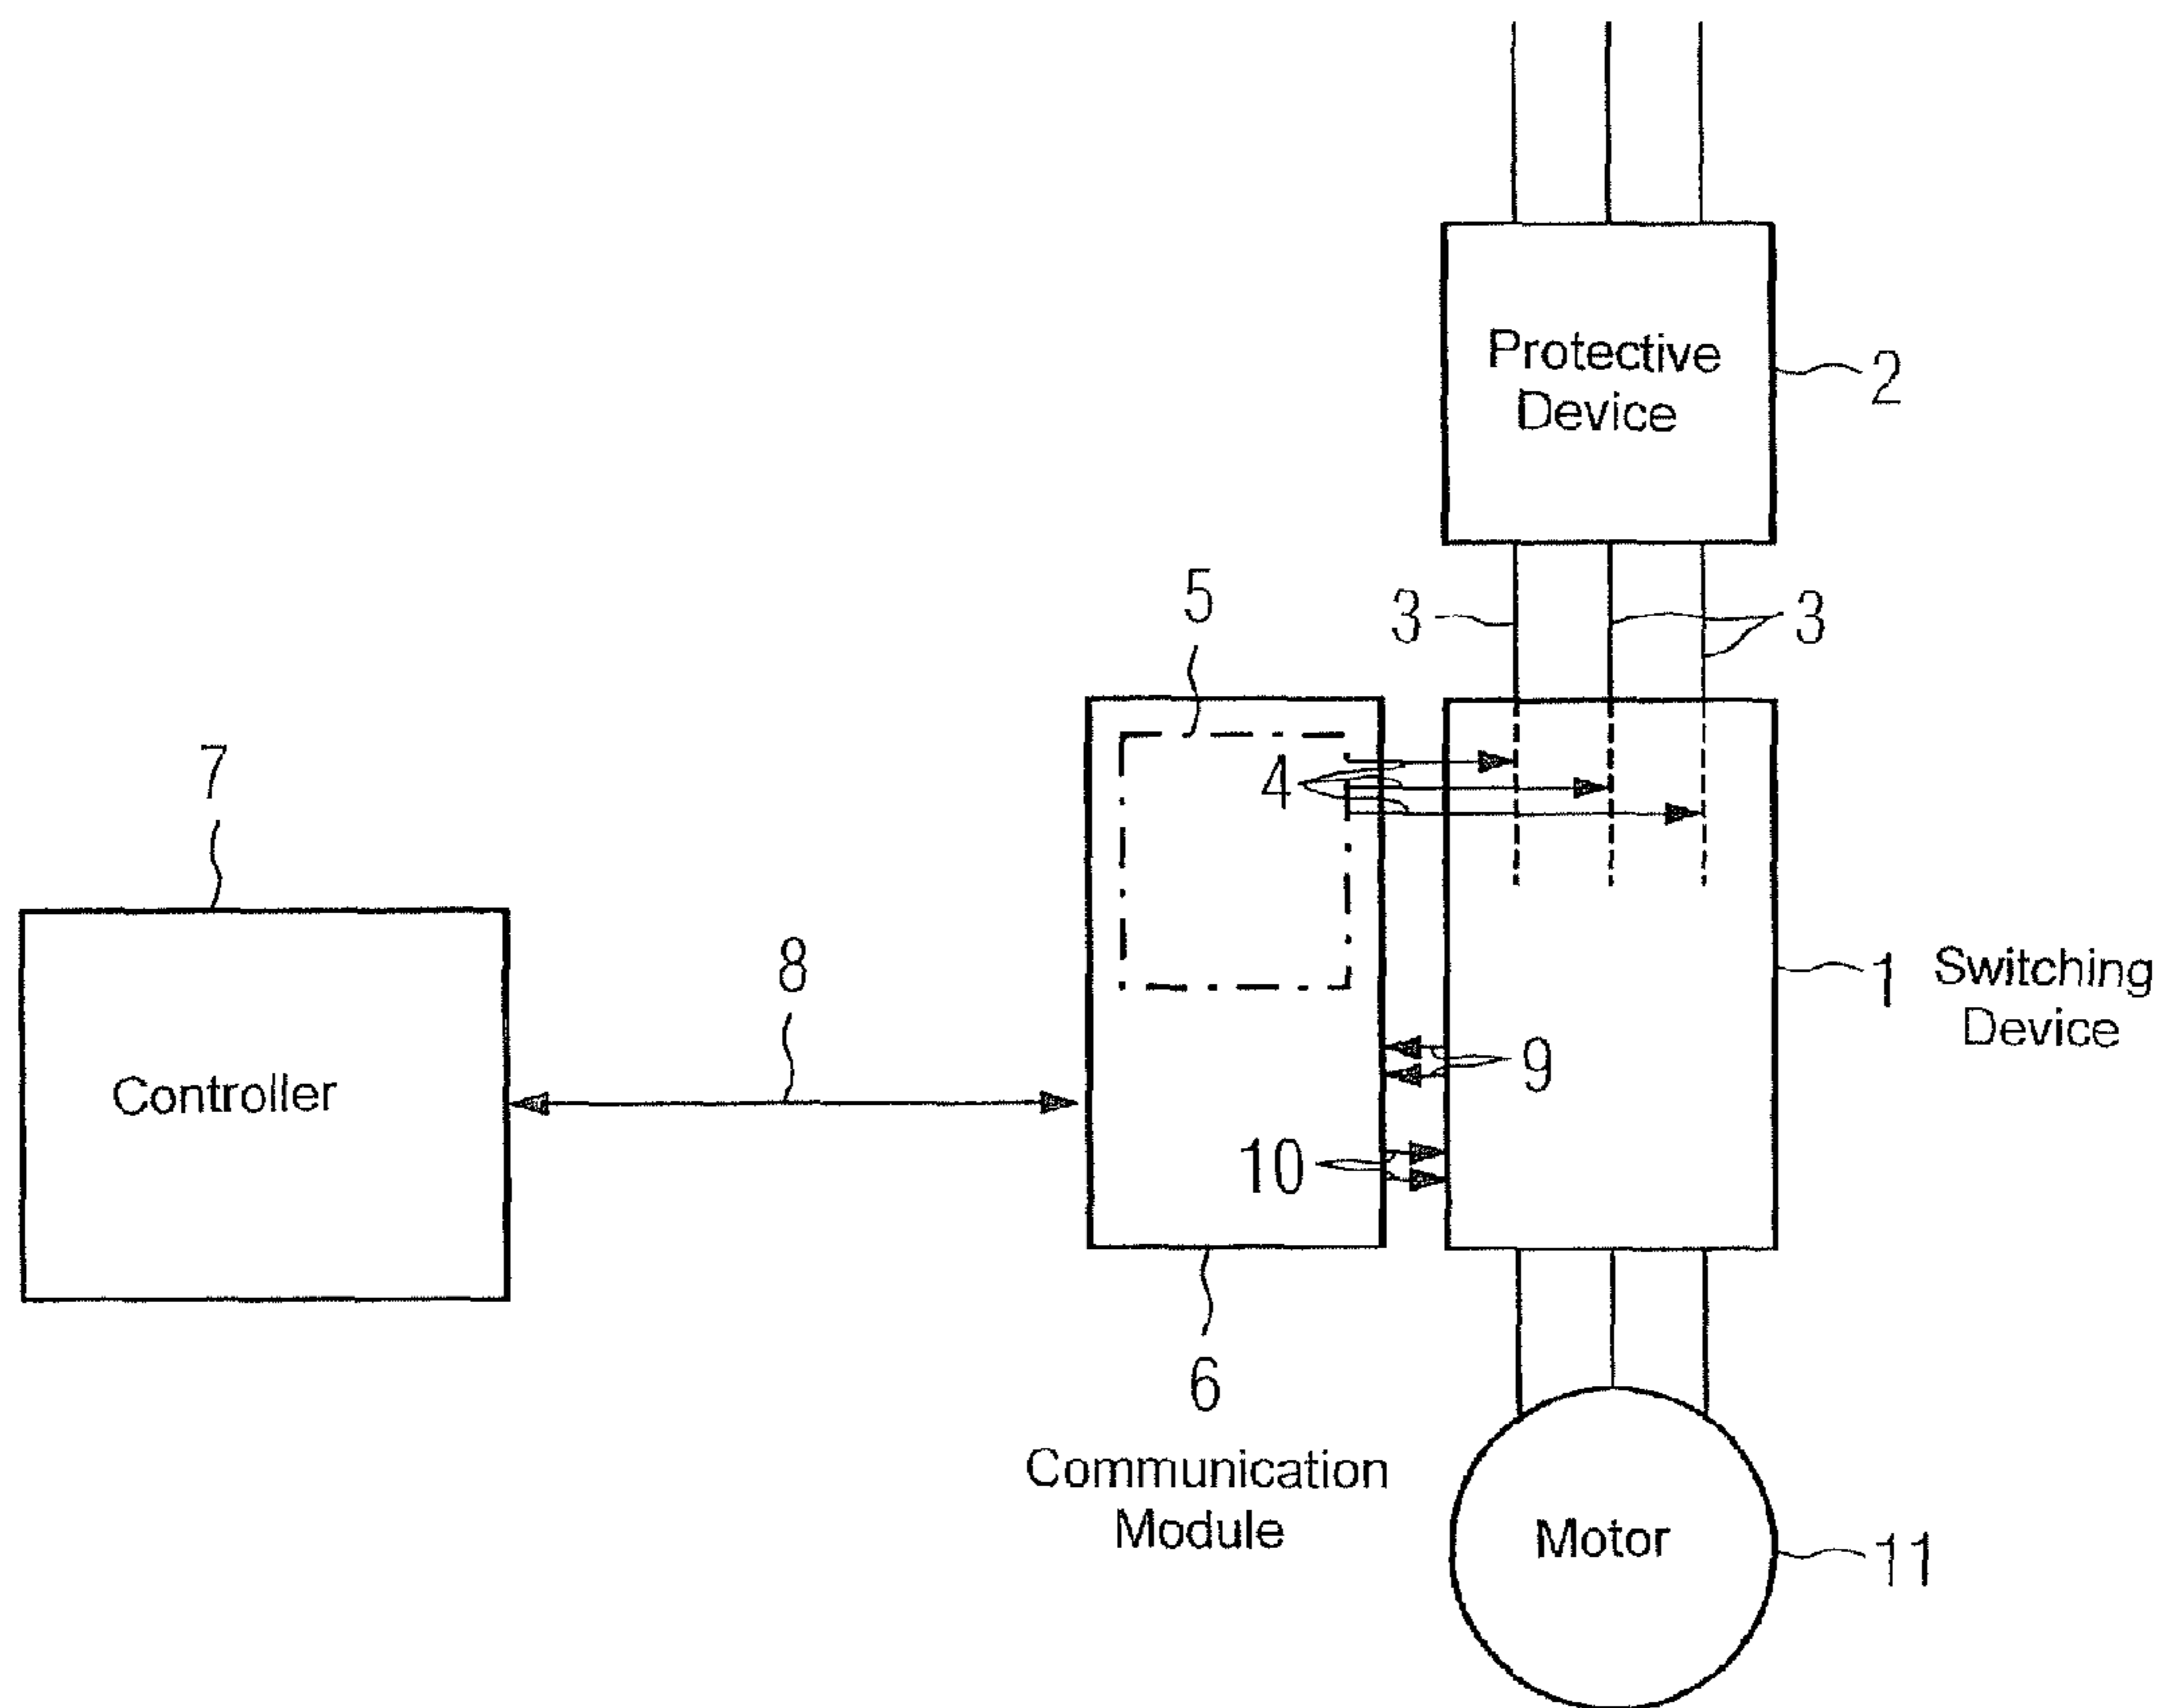 Protective
Device
2
5
3
3
4
7
8
1
Switching
Device
Controller
9
10
6
Communication
Module
Motor
11